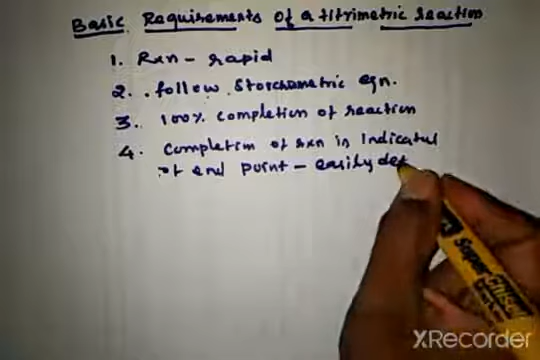 Basic Requirements Of a titrimetric reaction
1. Rxn - rapid
2. follow Stoichiometric eqn.
3. 100% completion of reaction
4. Completion of rxn is Indicated
at end point - easily det
Super
XRecorder